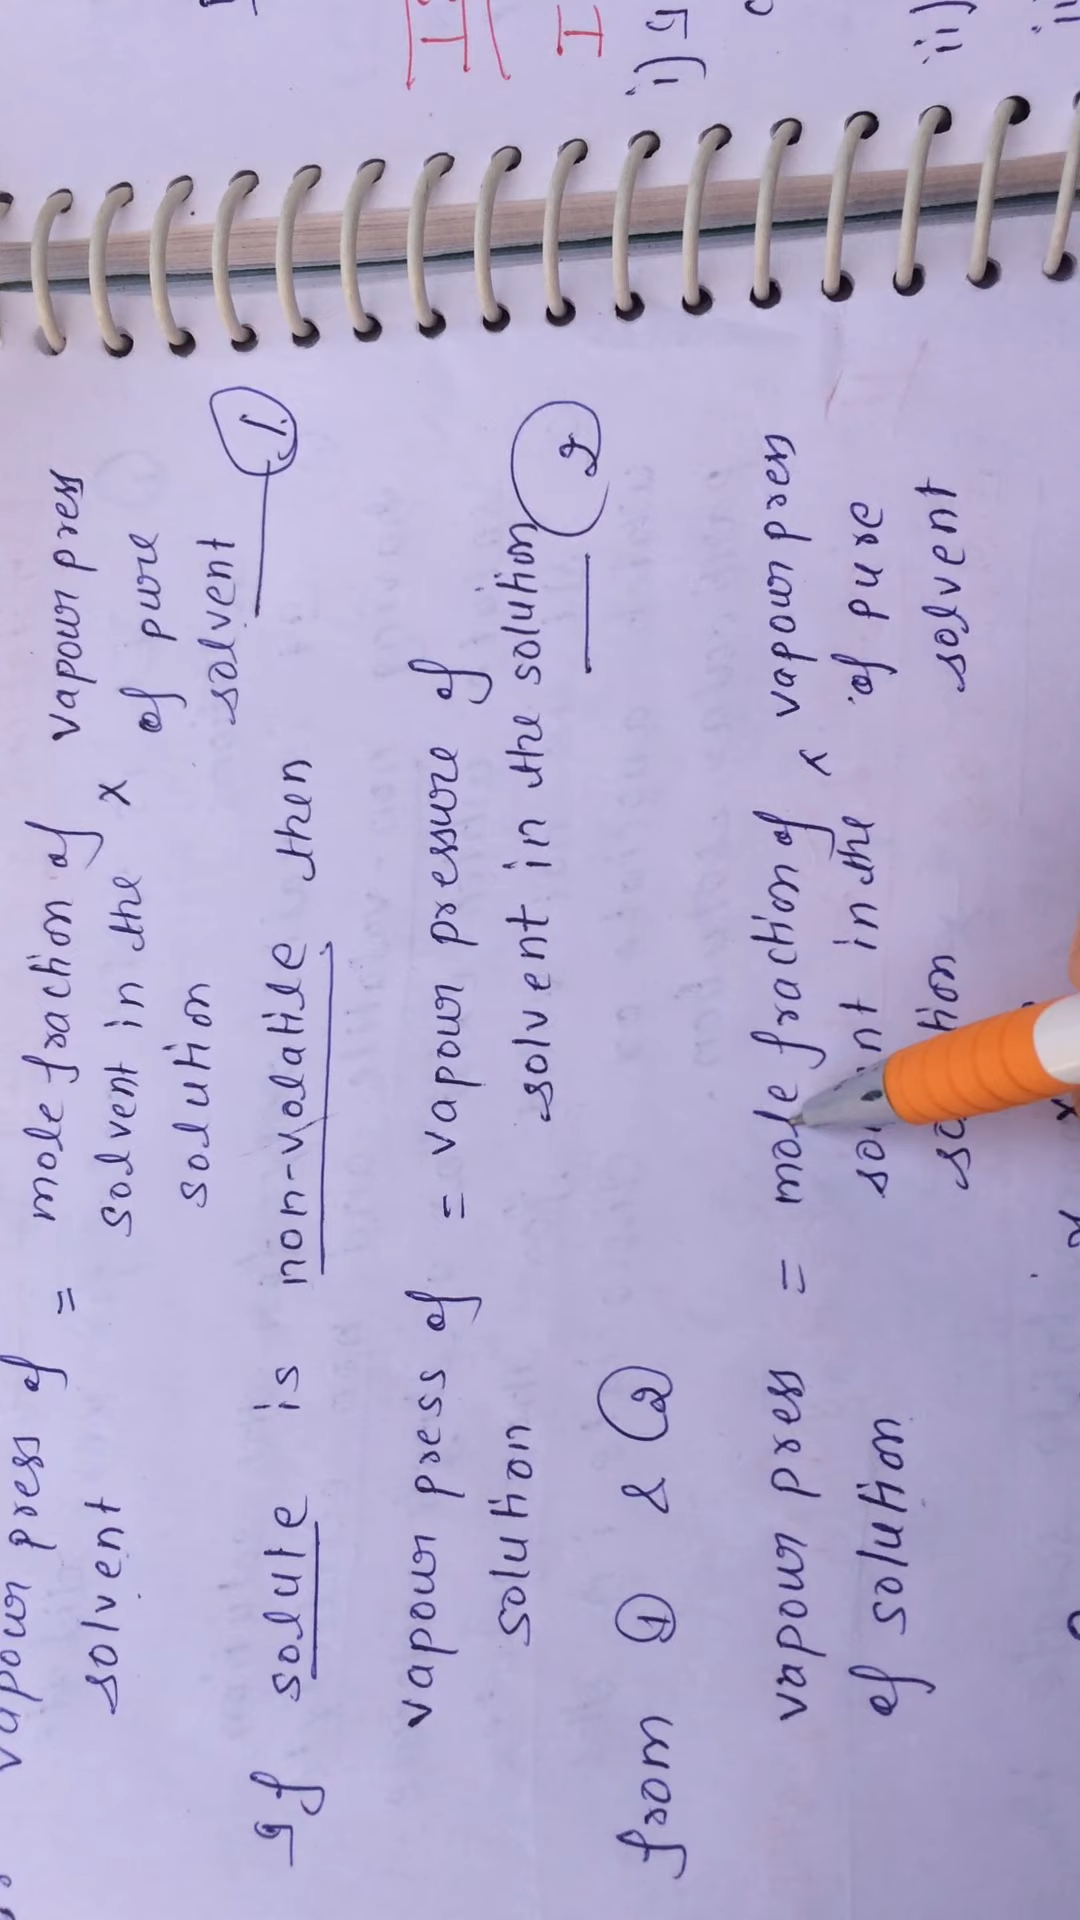 vapour press of = mole fraction of vapour press
solvent solvent in the x of pure
solution solvent 1.
If solute is non-volatile then
vapour press of = vapour pressure of
solution solvent in the solution 2
from 1 & 2
vapour press = mole fraction of x vapour press
of solution in the of pure
solvent
i)
ii)